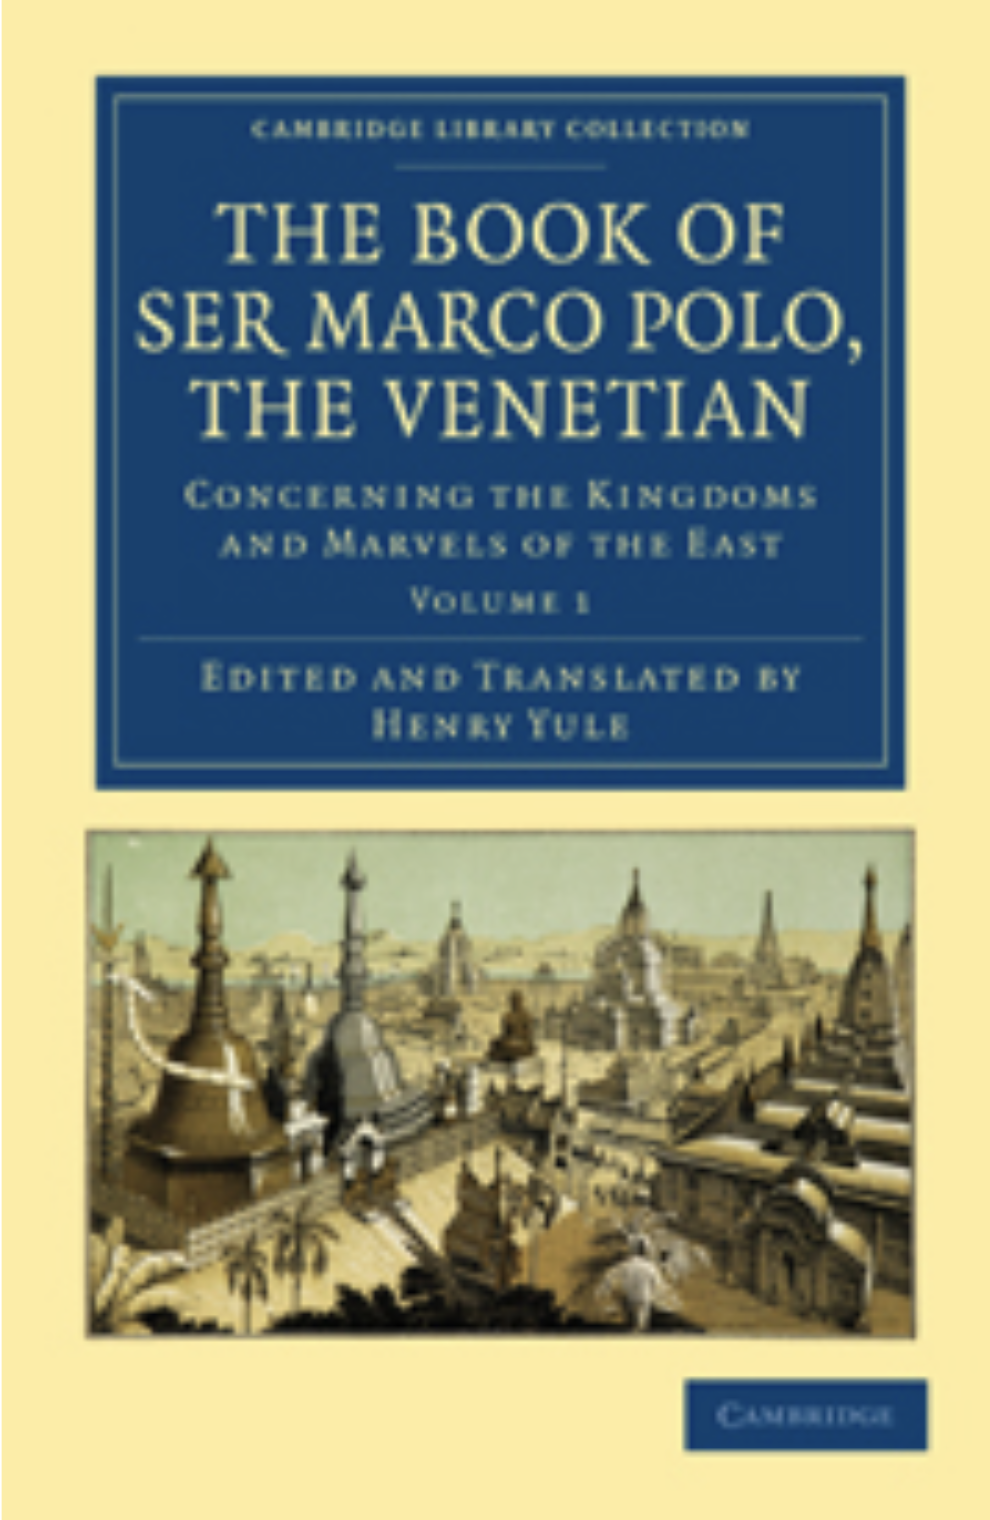 CAMBRIDGE LIBRARY COLLECTION
THE BOOK OF
SER MARCO POLO,
THE VENETIAN
CONCERNING THE KINGDOMS
AND MARVELS OF THE EAST
VOLUME 1
EDITED AND TRANSLATED BY
HENRY YULE
CAMBRIDGE